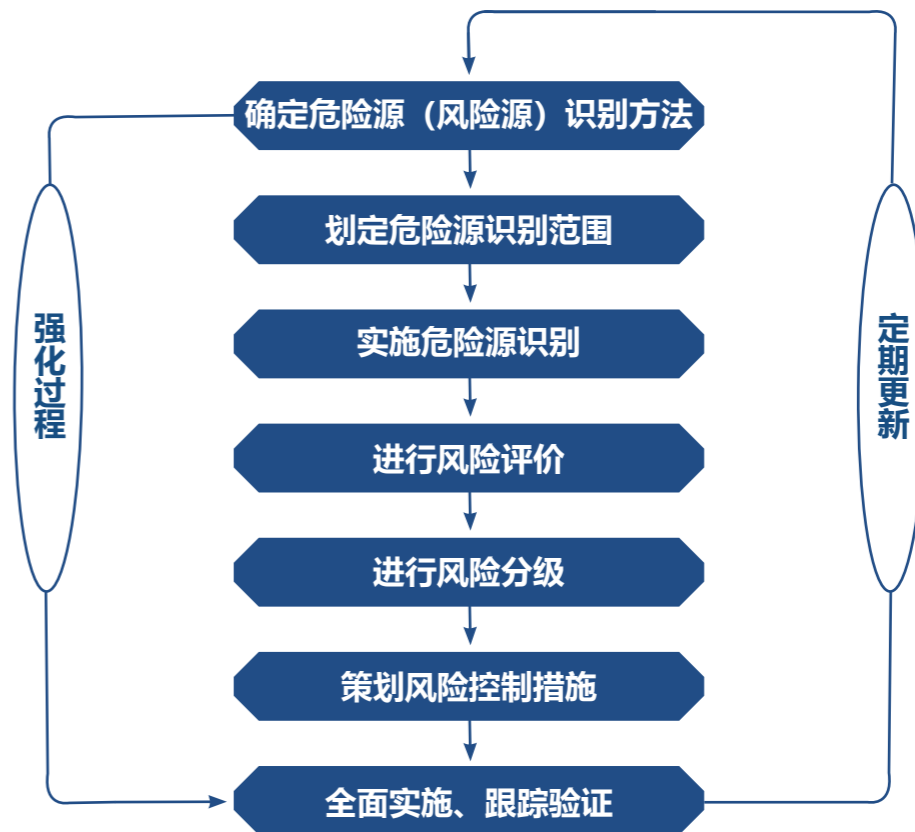 确定危险源（风险源）识别方法
划定危险源识别范围
实施危险源识别
进行风险评价
进行风险分级
策划风险控制措施
全面实施、跟踪验证
强化过程
定期更新